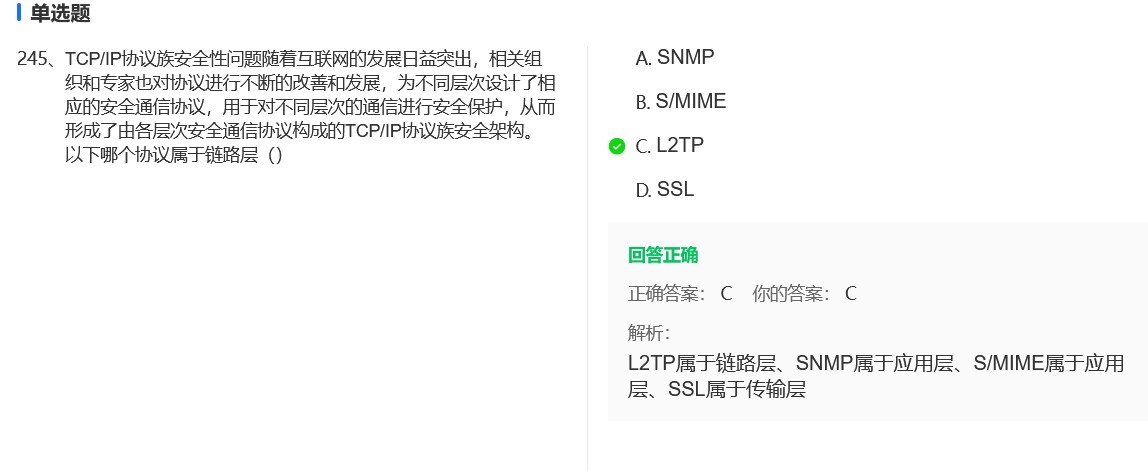 单选题
245、TCP/IP协议族安全性问题随着互联网的发展日益突出，相关组
织和专家也对协议进行不断的改善和发展，为不同层次设计了相
应的安全通信协议，用于对不同层次的通信进行安全保护，从而
形成了由各层次安全通信协议构成的TCP/IP协议族安全架构。
以下哪个协议属于链路层（）
A. SNMP
B. S/MIME
C. L2TP
D. SSL
回答正确
正确答案： C 你的答案： C
解析：
L2TP属于链路层、SNMP属于应用层、S/MIME属于应用
层、SSL属于传输层